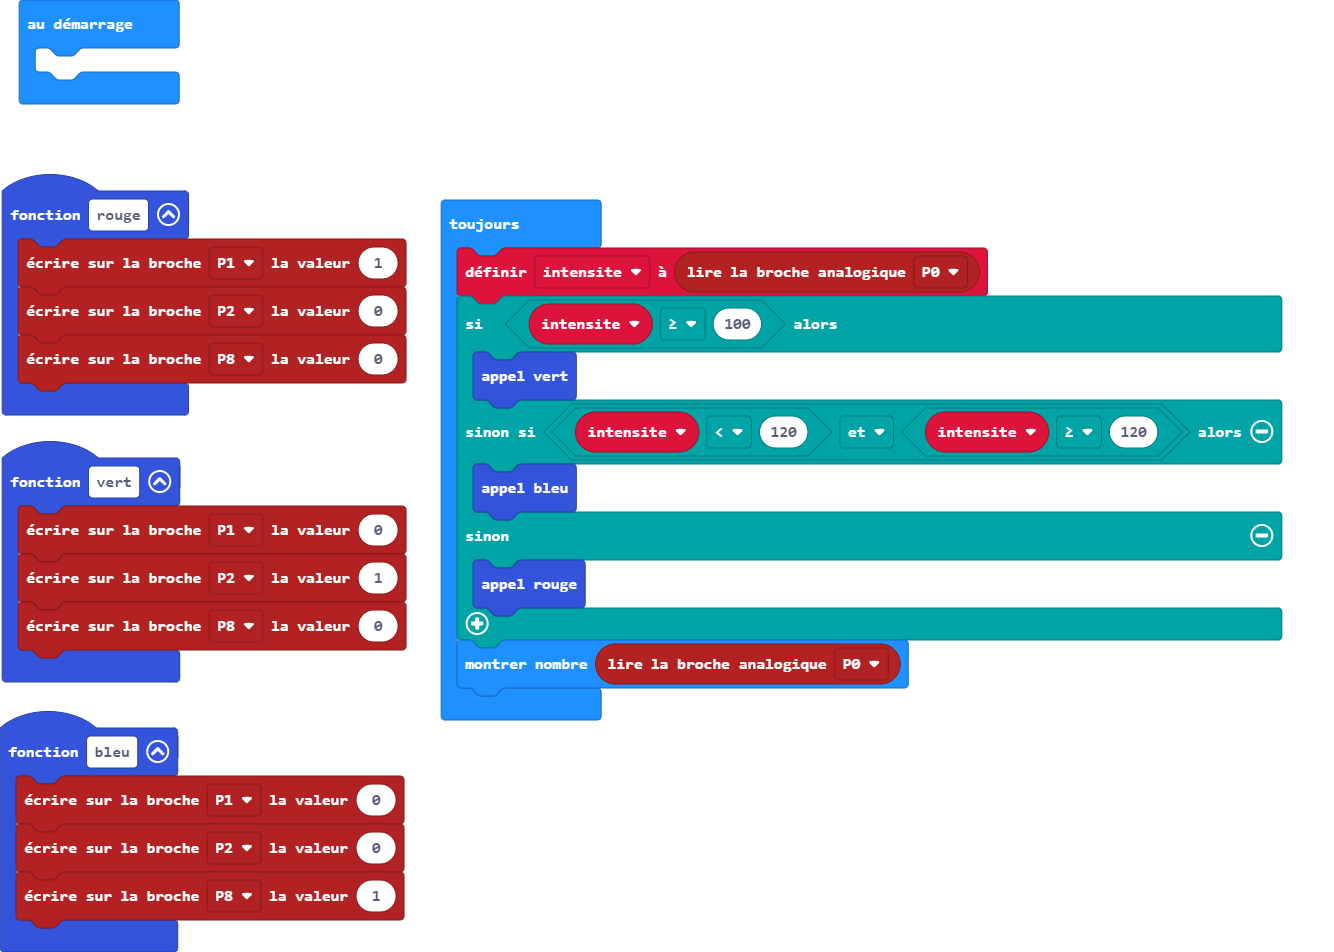 au démarrage
fonction rouge
écrire sur la broche P1 la valeur 1
écrire sur la broche P2 la valeur 0
écrire sur la broche P8 la valeur 0
fonction vert
écrire sur la broche P1 la valeur 0
écrire sur la broche P2 la valeur 1
écrire sur la broche P8 la valeur 0
fonction bleu
écrire sur la broche P1 la valeur 0
écrire sur la broche P2 la valeur 0
écrire sur la broche P8 la valeur 1
toujours
définir intensite à lire la broche analogique P0
si intensite ≥ 100 alors
appel vert
sinon si intensite < 120 et intensite ≥ 120 alors
appel bleu
sinon
appel rouge
montrer nombre lire la broche analogique P0